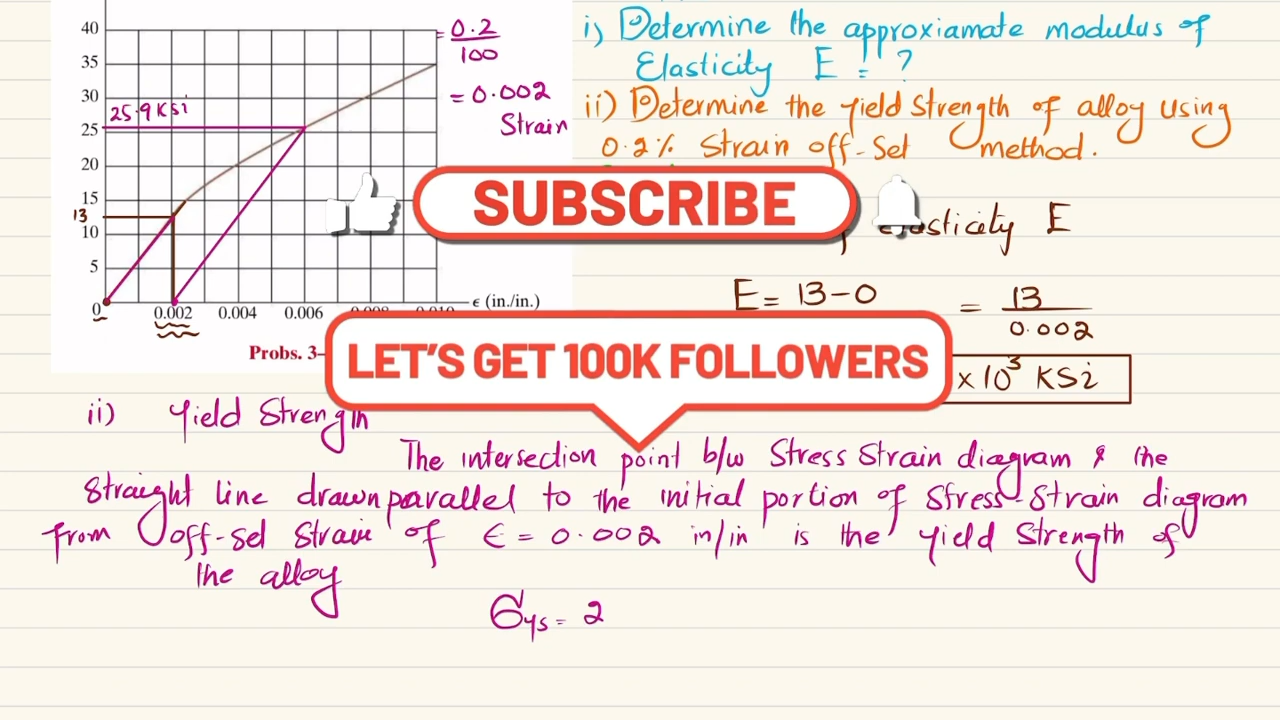 40
35
30
25
20
15
10
5
0
13
25.9 KSi
0.002 0.004 0.006
ϵ (in./in.)
Probs. 3–
= 0.2
100
= 0.002
Strain
i) Determine the approxiamate modulus of
Elasticity E = ?
ii) Determine the yield Strength of alloy using
0.2% Strain off-Set method.
SUBSCRIBE
elasticity E
E = 13-0 = 13
0.002
x10³ KSi
LET'S GET 100K FOLLOWERS
ii) Yield Strength
The intersection point b/w Stress Strain diagram & the
Straight line drawn parallel to the initial portion of Stress-Strain diagram
from off-set Strain of ϵ = 0.002 in/in is the yield Strength of
the alloy
σys = 2